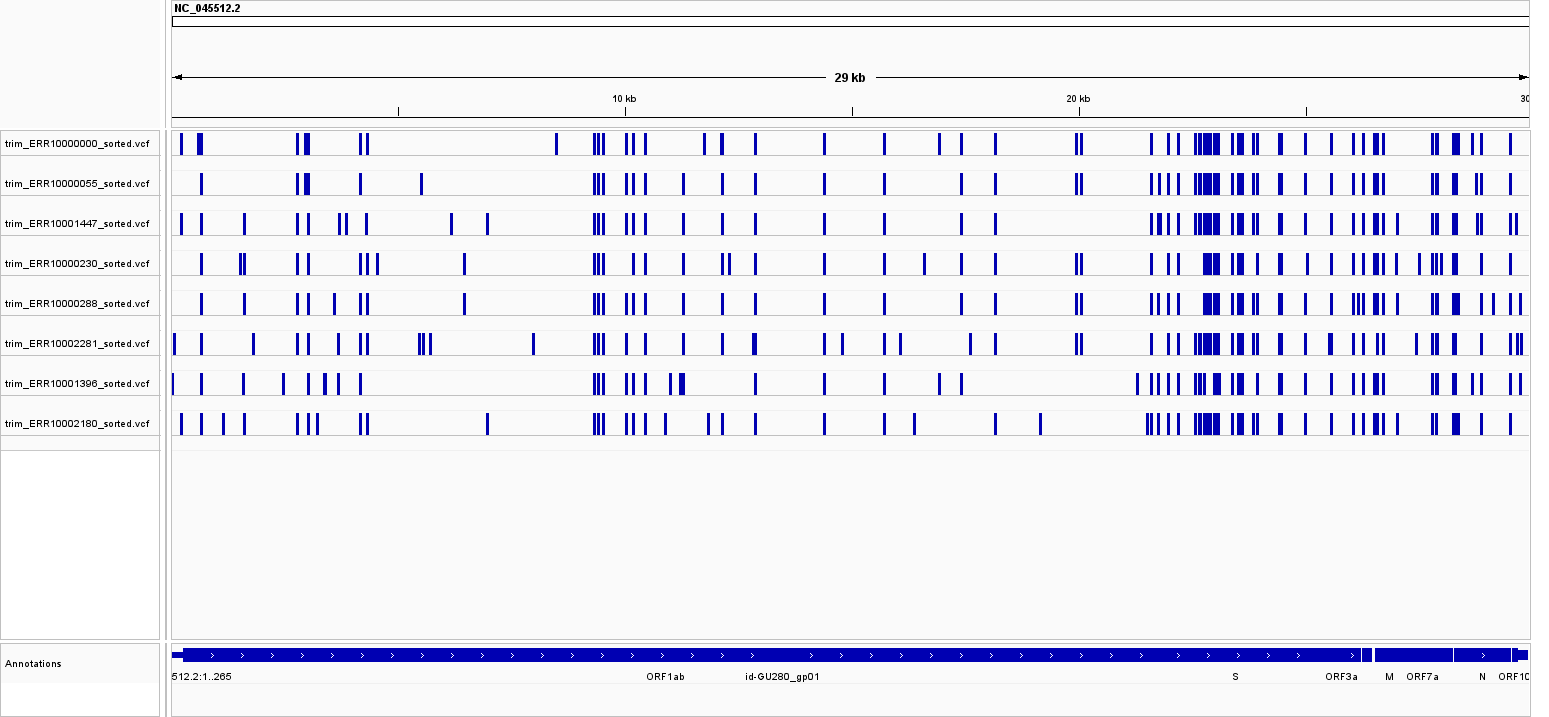 NC_045512.2
29 kb
10 kb 20 kb 30
trim_ERR10000000_sorted.vcf
trim_ERR10000055_sorted.vcf
trim_ERR10001447_sorted.vcf
trim_ERR10000230_sorted.vcf
trim_ERR10000288_sorted.vcf
trim_ERR10002281_sorted.vcf
trim_ERR10001396_sorted.vcf
trim_ERR10002180_sorted.vcf
Annotations
512.2:1..265 ORF1ab id-GU280_gp01 S ORF3a M ORF7a N ORF10